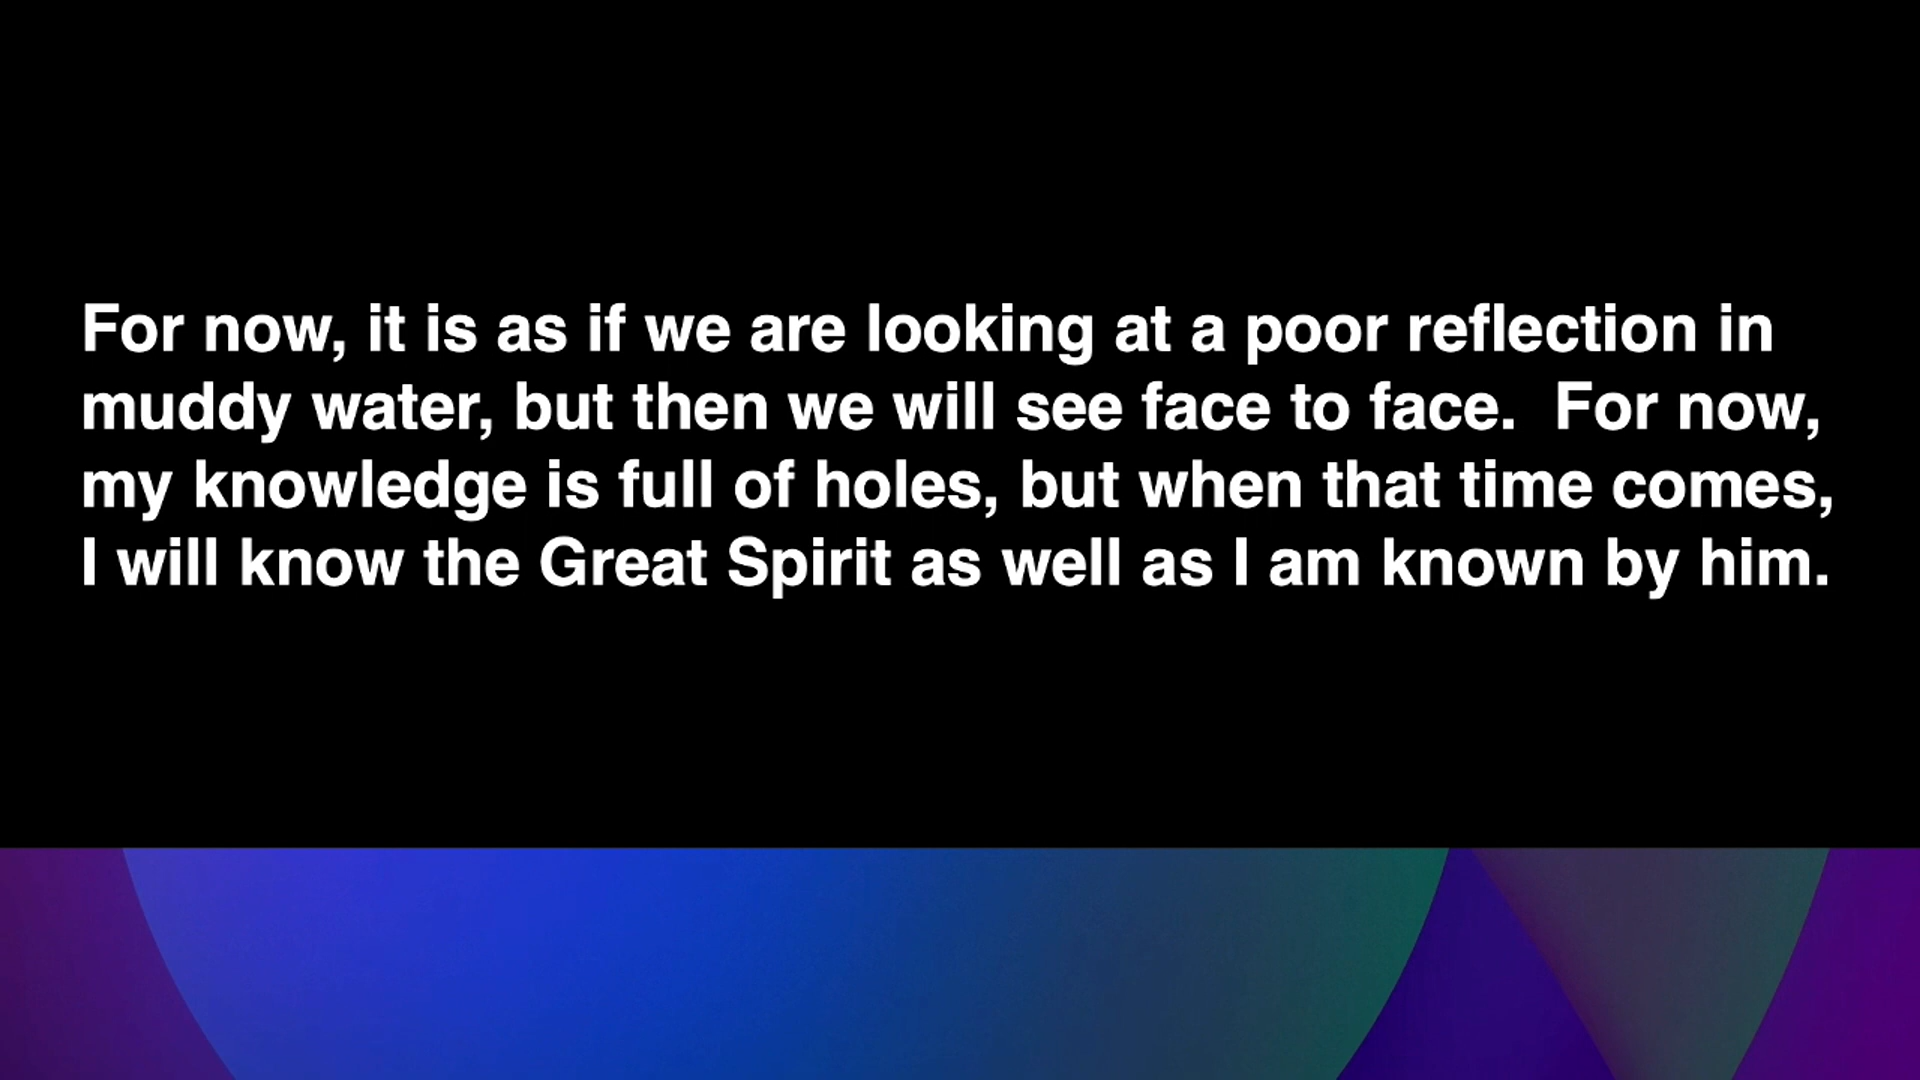 For now, it is as if we are looking at a poor reflection in
muddy water, but then we will see face to face.  For now,
my knowledge is full of holes, but when that time comes,
I will know the Great Spirit as well as I am known by him.